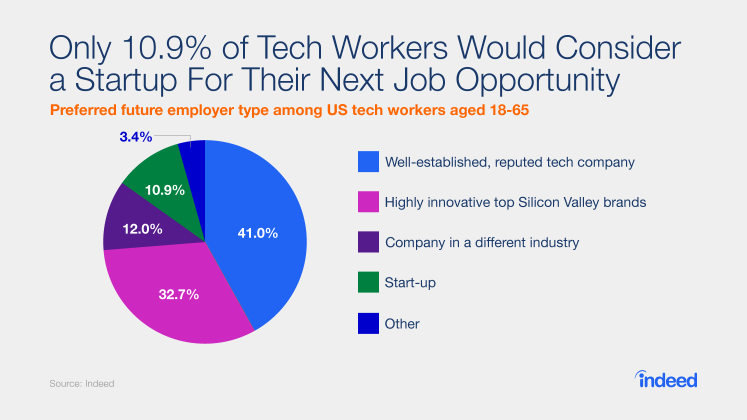 Only 10.9% of Tech Workers Would Consider
a Startup For Their Next Job Opportunity
Preferred future employer type among US tech workers aged 18-65
3.4%
10.9%
12.0%
41.0%
32.7%
Well-established, reputed tech company
Highly innovative top Silicon Valley brands
Company in a different industry
Start-up
Other
Source: Indeed
indeed